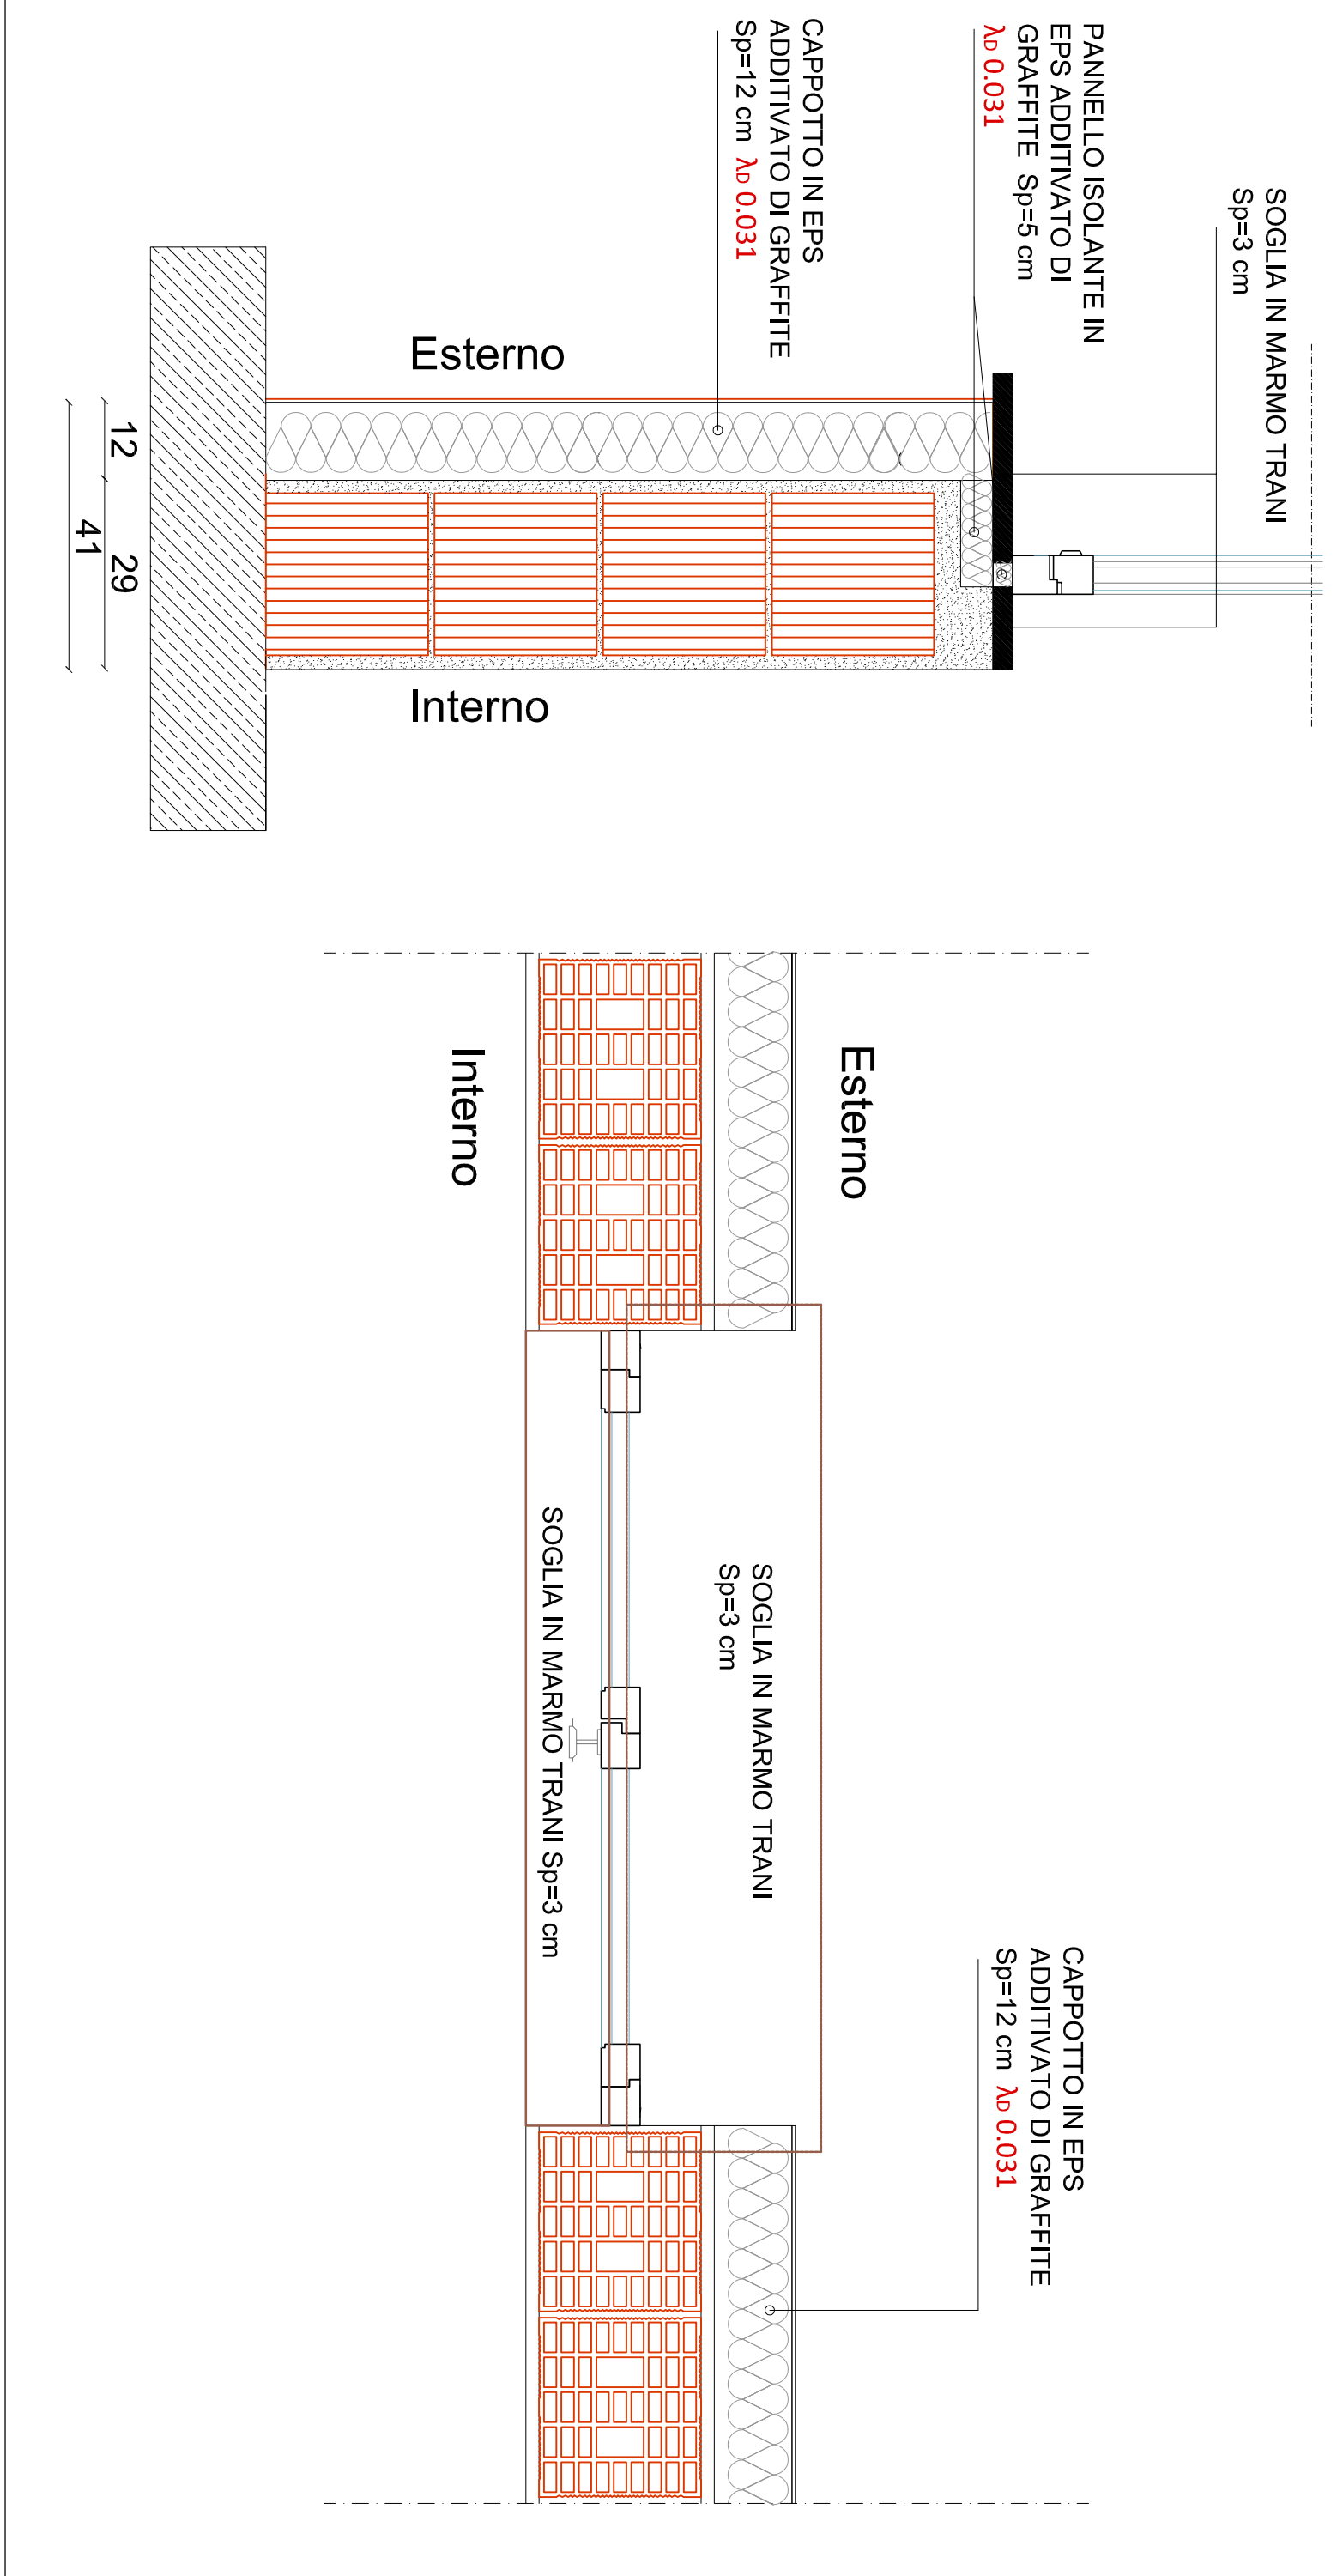 SOGLIA IN MARMO TRANI
Sp=3 cm
PANNELLO ISOLANTE IN
EPS ADDITIVATO DI
GRAFFITE Sp=5 cm
λD 0.031
CAPPOTTO IN EPS
ADDITIVATO DI GRAFFITE
Sp=12 cm λD 0.031
Esterno
Interno
12
29
41
CAPPOTTO IN EPS
ADDITIVATO DI GRAFFITE
Sp=12 cm λD 0.031
Esterno
SOGLIA IN MARMO TRANI
Sp=3 cm
SOGLIA IN MARMO TRANI Sp=3 cm
Interno